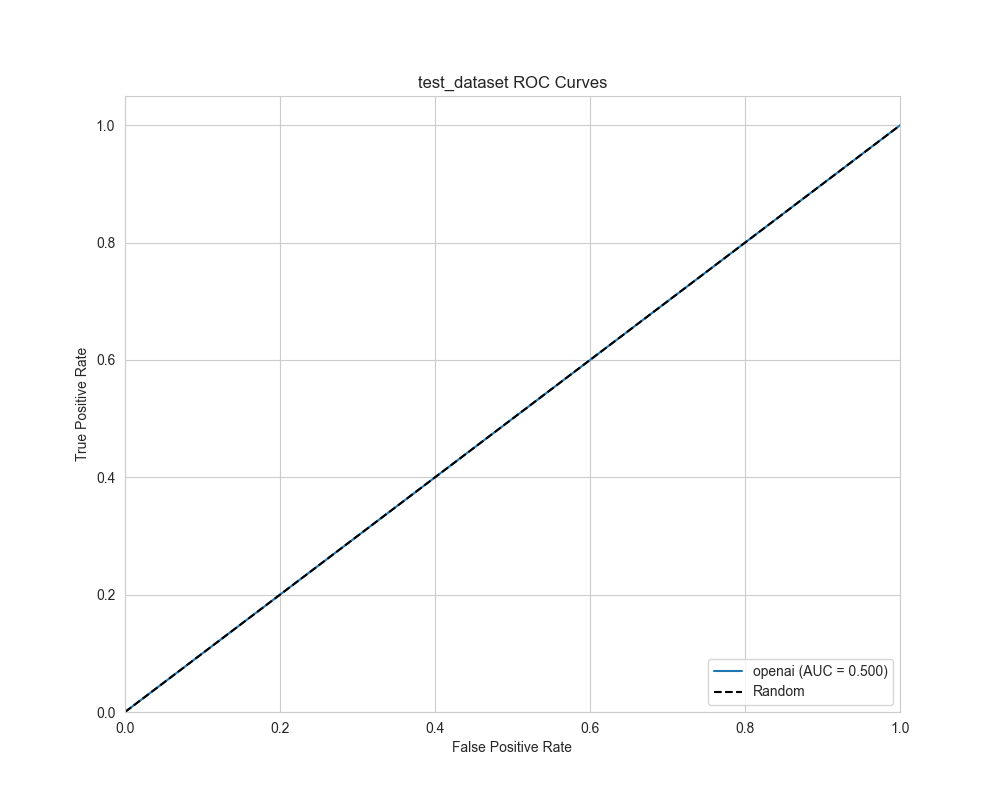 test_dataset ROC Curves
True Positive Rate
1.0
0.8
0.6
0.4
0.2
0.0
0.0 0.2 0.4 0.6 0.8 1.0
False Positive Rate
openai (AUC = 0.500)
Random